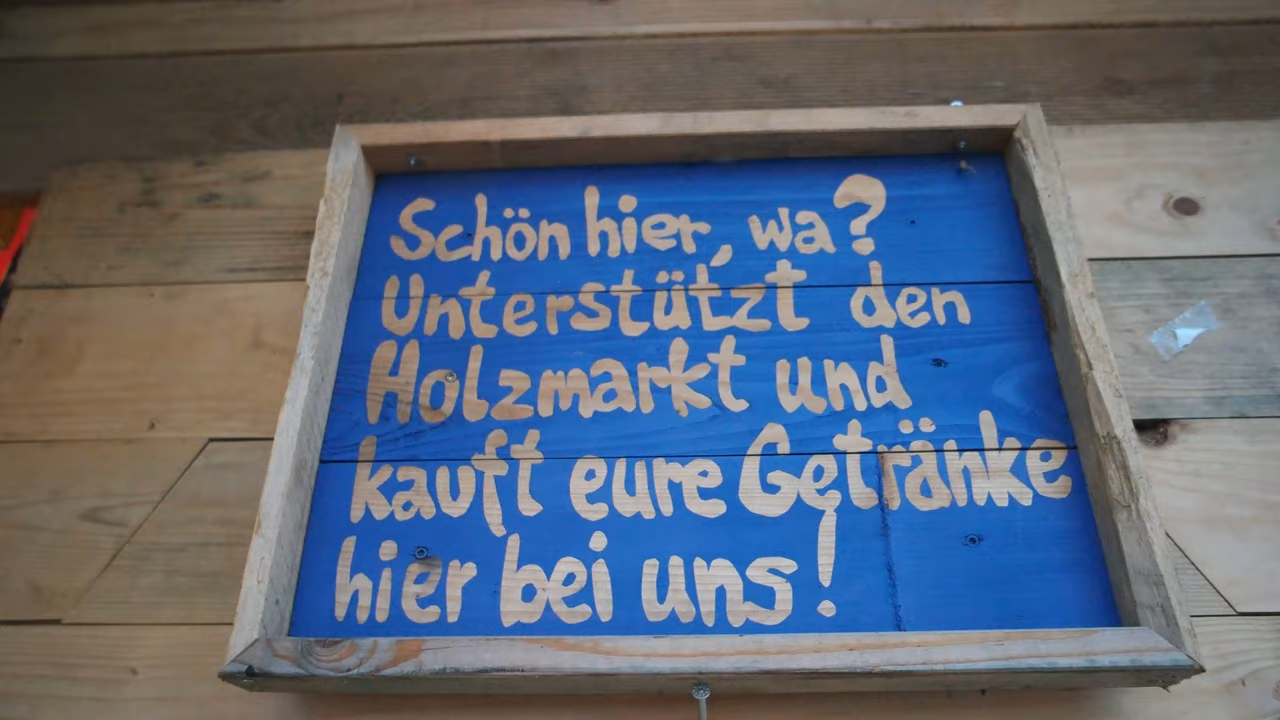 Schön hier, wa?
Unterstützt den
Holzmarkt und
kauft eure Getränke
hier bei uns!